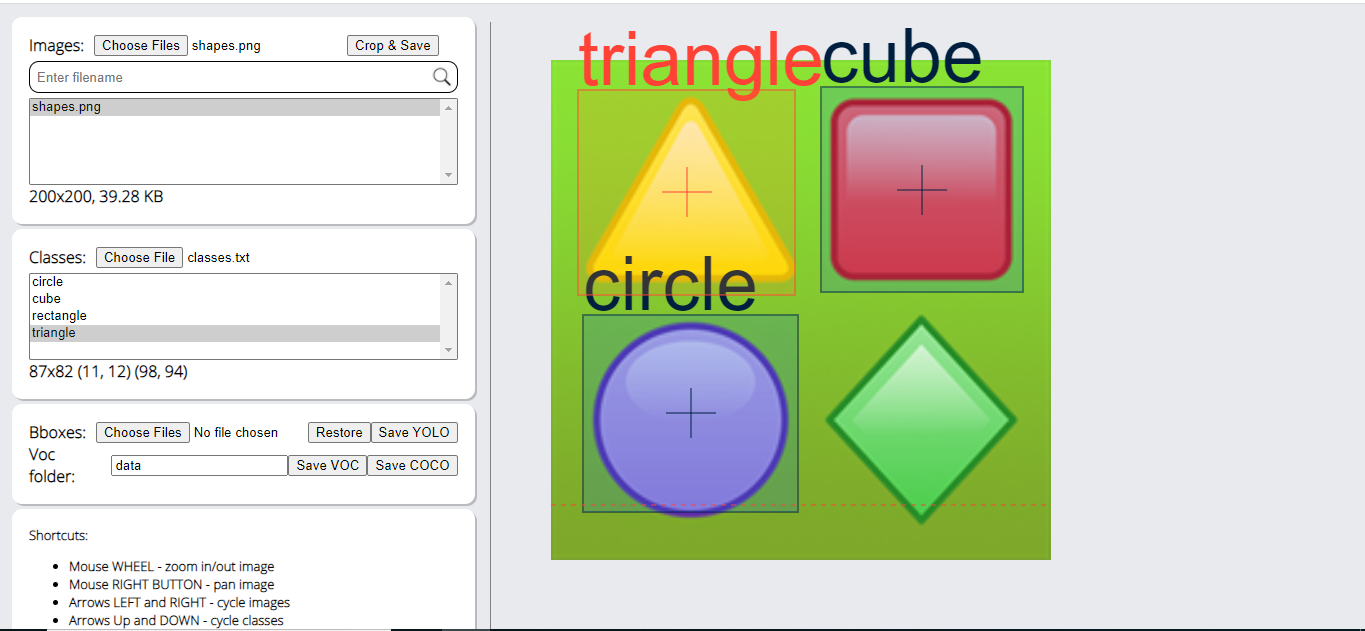 Images: Choose Files shapes.png Crop & Save
Enter filename
shapes.png
200x200, 39.28 KB
Classes: Choose File classes.txt
circle
cube
rectangle
triangle
87x82 (11, 12) (98, 94)
Bboxes: Choose Files No file chosen Restore Save YOLO
Voc
folder: data Save VOC Save COCO
Shortcuts:
• Mouse WHEEL - zoom in/out image
• Mouse RIGHT BUTTON - pan image
• Arrows LEFT and RIGHT - cycle images
• Arrows Up and DOWN - cycle classes
triangle cube
circle